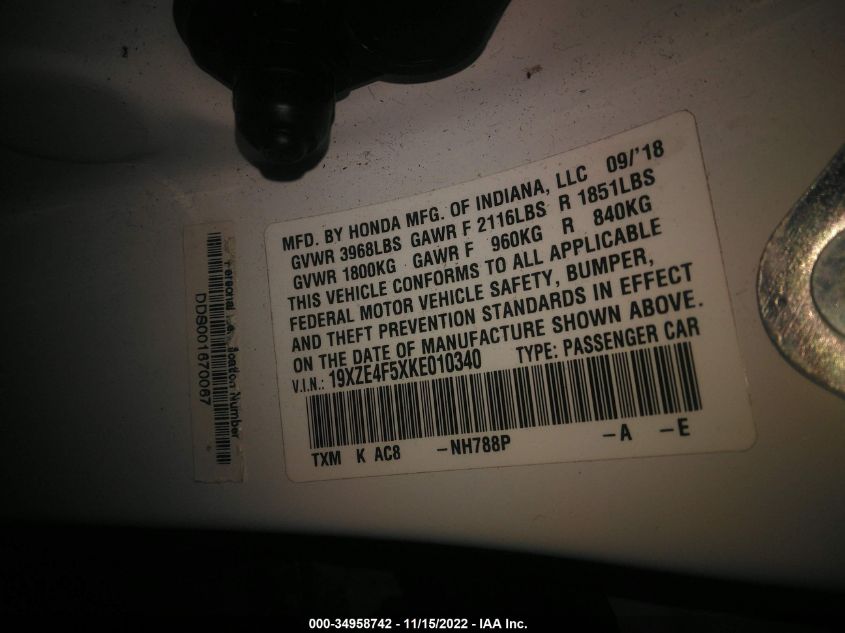 MFD. BY HONDA MFG. OF INDIANA, LLC 09/'18
GVWR 3968LBS GAWR F 2116LBS R 1851LBS
GVWR 1800KG GAWR F 960KG R 840KG
THIS VEHICLE CONFORMS TO ALL APPLICABLE
FEDERAL MOTOR VEHICLE SAFETY, BUMPER,
AND THEFT PREVENTION STANDARDS IN EFFECT
ON THE DATE OF MANUFACTURE SHOWN ABOVE.
V.I.N.: 19XZE4F5XKE010340 TYPE: PASSENGER CAR
TXM K AC8 -NH788P -A -E
Personal Number
DDS001670067
000-34958742 - 11/15/2022 - IAA Inc.